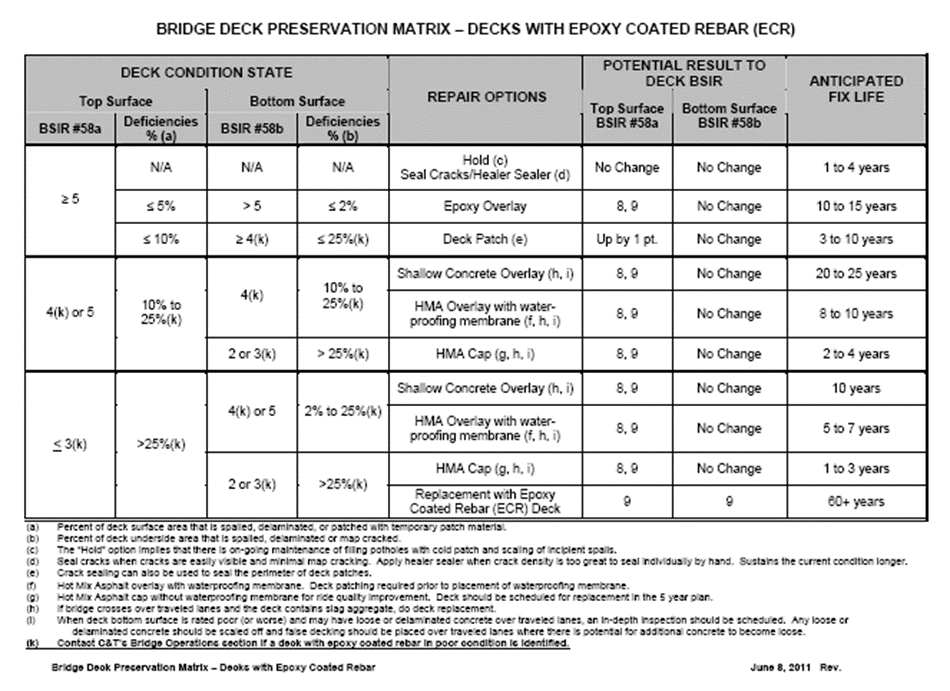 BRIDGE DECK PRESERVATION MATRIX – DECKS WITH EPOXY COATED REBAR (ECR)
DECK CONDITION STATE
REPAIR OPTIONS
POTENTIAL RESULT TO
DECK BSIR
ANTICIPATED
FIX LIFE
Top Surface
Bottom Surface
BSIR #58a
Deficiencies
% (a)
BSIR #58b
Deficiencies
% (b)
Top Surface
BSIR #58a
Bottom Surface
BSIR #58b
≥ 5
N/A N/A N/A
Hold (c)
Seal Cracks/Healer Sealer (d)
No Change No Change 1 to 4 years
≤ 5% > 5 ≤ 2% Epoxy Overlay 8, 9 No Change 10 to 15 years
≤ 10% ≥ 4(k) ≤ 25%(k) Deck Patch (e) Up by 1 pt. No Change 3 to 10 years
4(k) or 5
10% to
25%(k)
4(k)
10% to
25%(k)
Shallow Concrete Overlay (h, i) 8, 9 No Change 20 to 25 years
HMA Overlay with water-
proofing membrane (f, h, i)
8, 9 No Change 8 to 10 years
2 or 3(k) > 25%(k) HMA Cap (g, h, i) 8, 9 No Change 2 to 4 years
≤ 3(k)
>25%(k)
4(k) or 5 2% to 25%(k)
Shallow Concrete Overlay (h, i) 8, 9 No Change 10 years
HMA Overlay with water-
proofing membrane (f, h, i)
8, 9 No Change 5 to 7 years
2 or 3(k) >25%(k)
HMA Cap (g, h, i) 8, 9 No Change 1 to 3 years
Replacement with Epoxy
Coated Rebar (ECR) Deck
9 9 60+ years
(a) Percent of deck surface area that is spalled, delaminated, or patched with temporary patch material.
(b) Percent of deck underside area that is spalled, delaminated or map cracked.
(c) The "Hold" option implies that there is on-going maintenance of filling potholes with cold patch and scaling of incipient spalls.
(d) Seal cracks when cracks are easily visible and minimal map cracking. Apply healer sealer when crack density is too great to seal individually by hand. Sustains the current condition longer.
(e) Crack sealing can also be used to seal the perimeter of deck patches.
(f) Hot Mix Asphalt overlay with waterproofing membrane. Deck patching required prior to placement of waterproofing membrane.
(g) Hot Mix Asphalt cap without waterproofing membrane for ride quality improvement. Deck should be scheduled for replacement in the 5 year plan.
(h) If bridge crosses over traveled lanes and the deck contains slag aggregate, do deck replacement.
(i) When deck bottom surface is rated poor (or worse) and may have loose or delaminated concrete over traveled lanes, an in-depth inspection should be scheduled. Any loose or
delaminated concrete should be scaled off and false decking should be placed over traveled lanes where there is potential for additional concrete to become loose.
(k) Contact C&T's Bridge Operations section if a deck with epoxy coated rebar in poor condition is identified.
Bridge Deck Preservation Matrix – Decks with Epoxy Coated Rebar June 8, 2011 Rev.